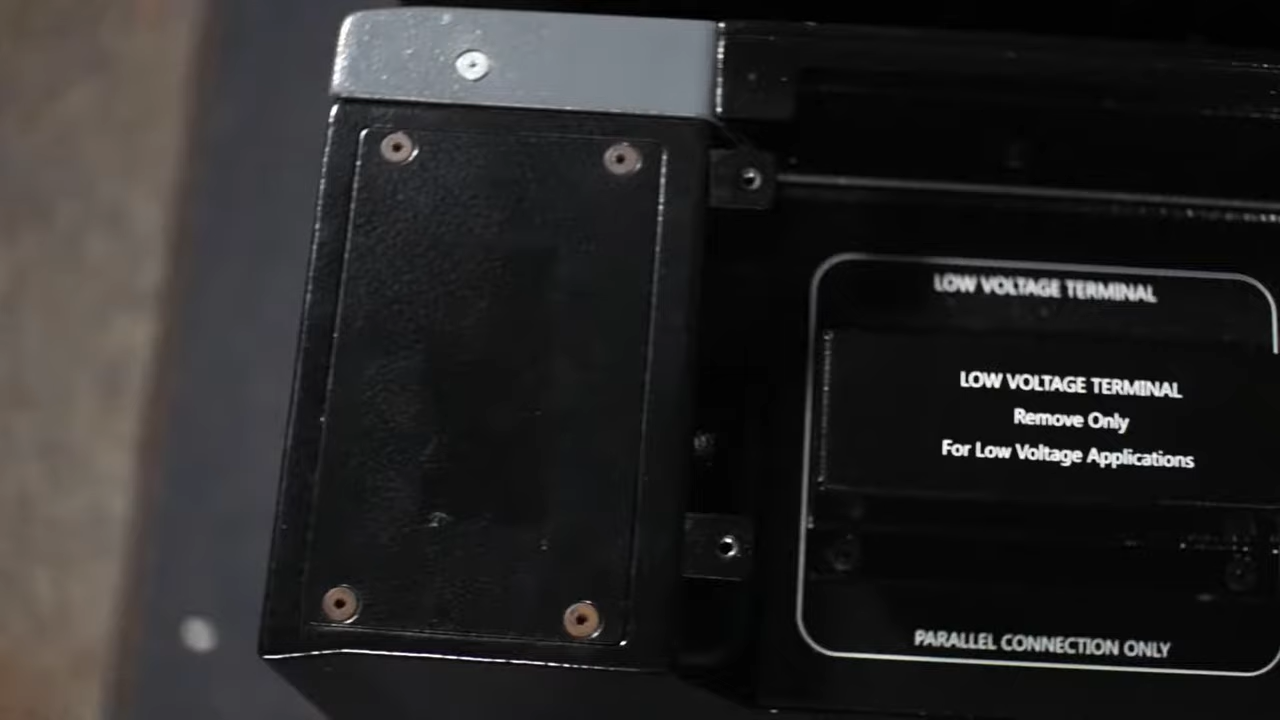 LOW VOLTAGE TERMINAL
LOW VOLTAGE TERMINAL
Remove Only
For Low Voltage Applications
PARALLEL CONNECTION ONLY